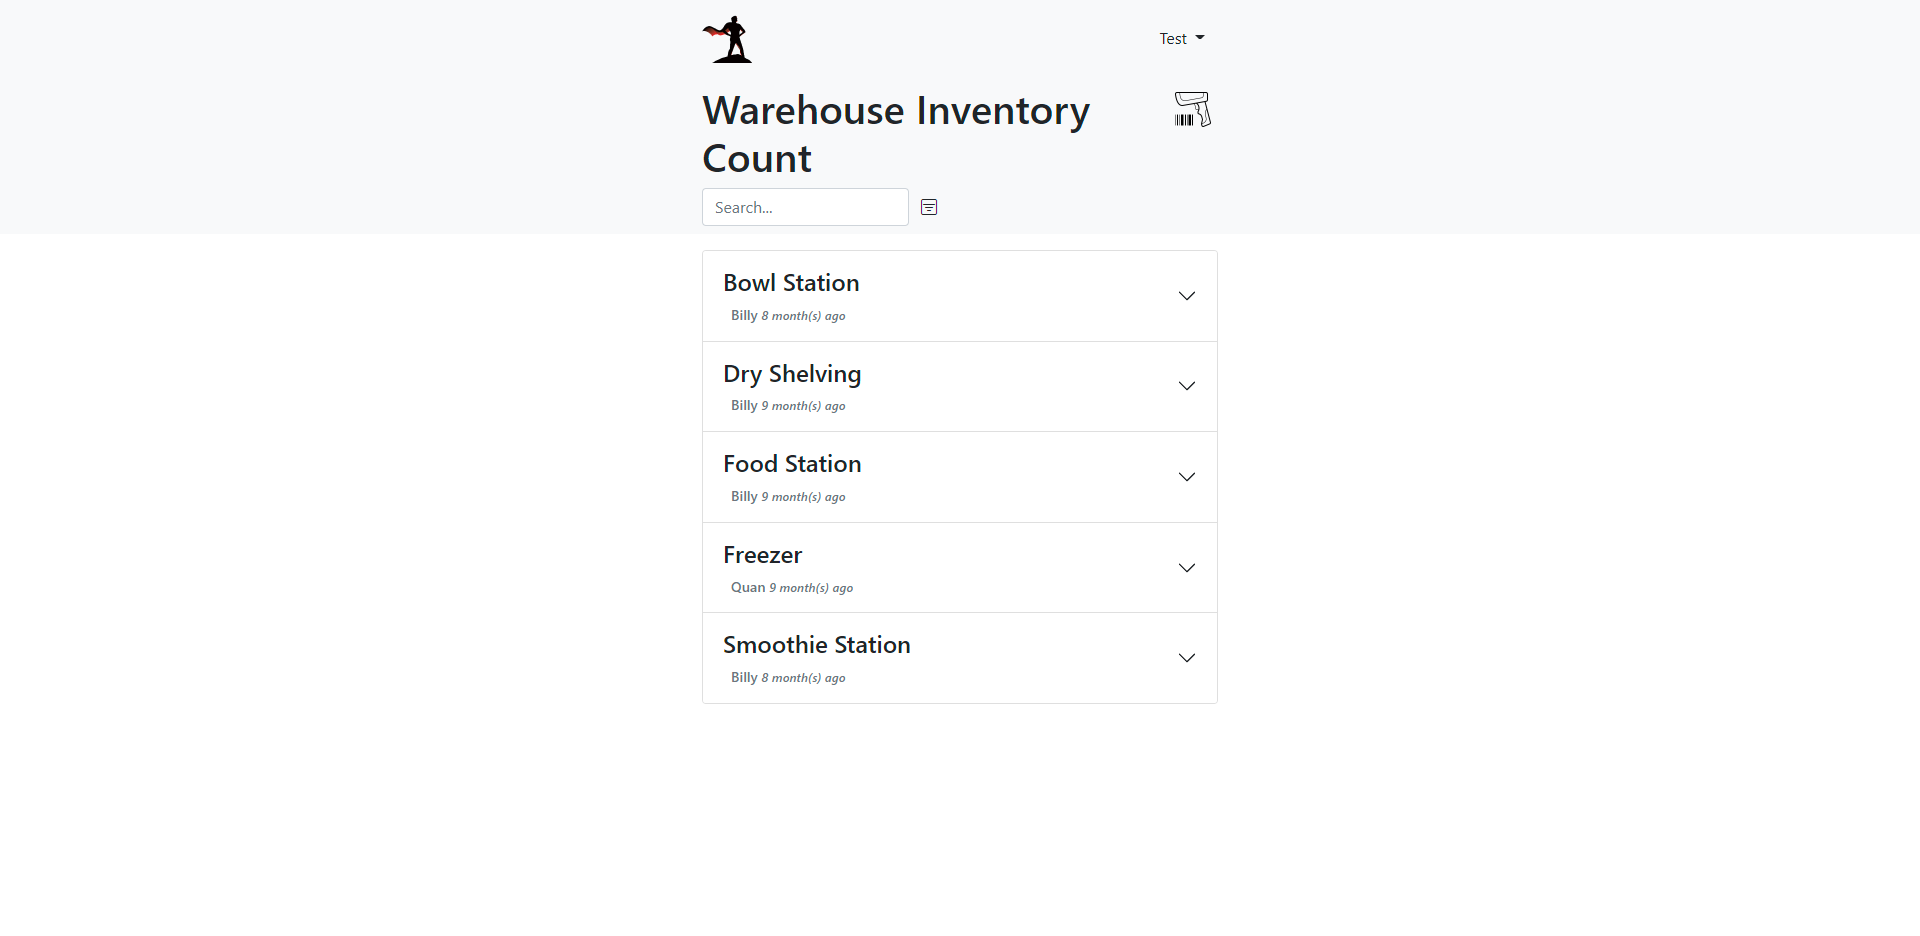 Test
Warehouse Inventory
Count
Search...
Bowl Station
Billy 8 month(s) ago
Dry Shelving
Billy 9 month(s) ago
Food Station
Billy 9 month(s) ago
Freezer
Quan 9 month(s) ago
Smoothie Station
Billy 8 month(s) ago